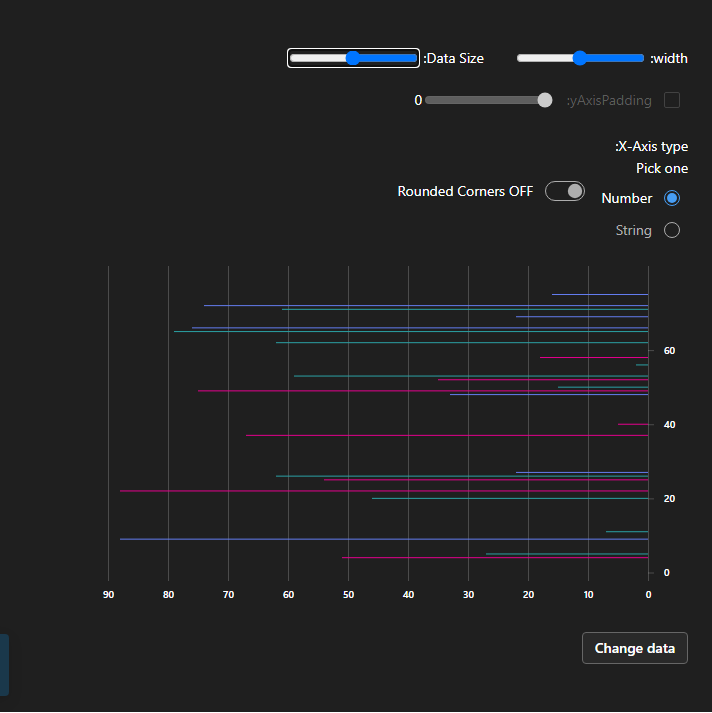 :width
:Data Size
:yAxisPadding
0
:X-Axis type
Pick one
Number
Rounded Corners OFF
String
60
40
20
0
90 80 70 60 50 40 30 20 10 0
Change data